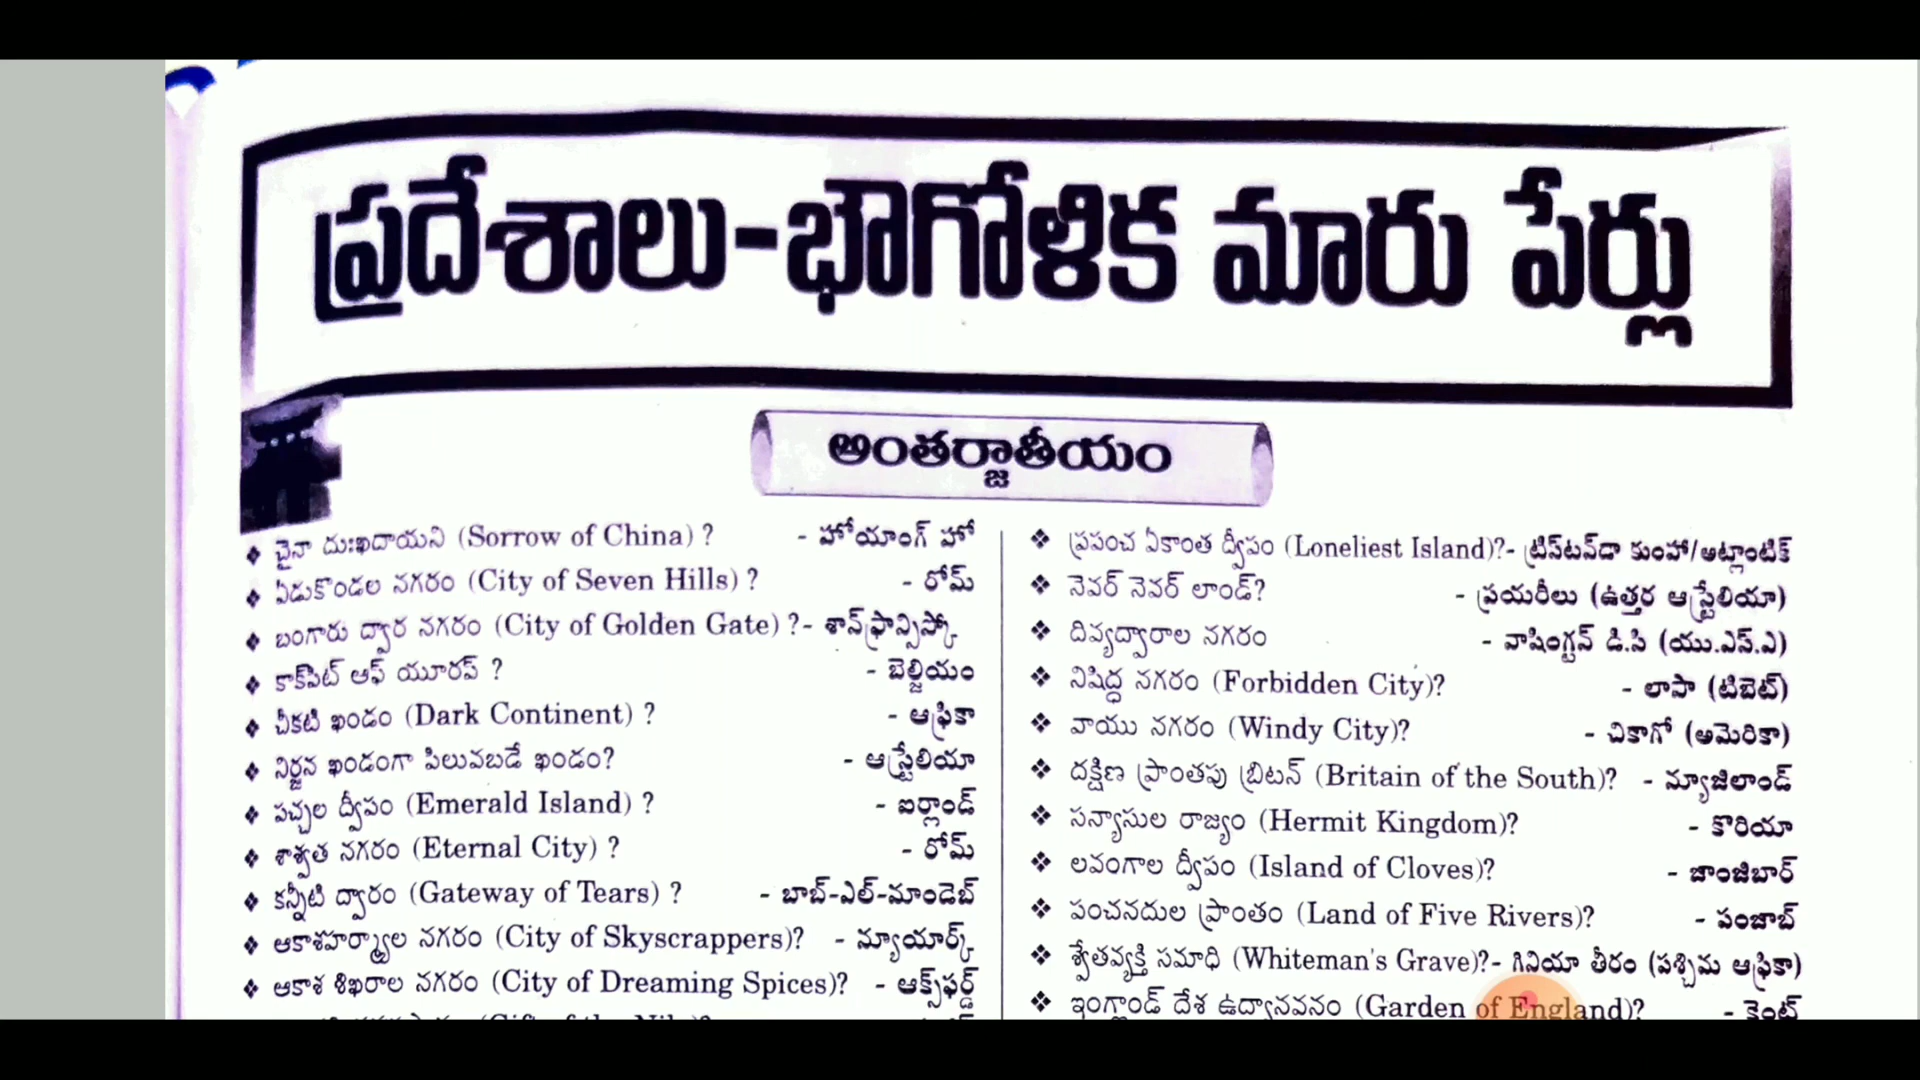 ప్రదేశాలు-భౌగోళిక మారు పేర్లు
అంతర్జాతీయం
❖ చైనా దుఃఖదాయని (Sorrow of China) ? - హోయాంగ్ హో
❖ ఏడుకొండల నగరం (City of Seven Hills) ? - రోమ్
❖ బంగారు ద్వార నగరం (City of Golden Gate) ?- శాన్‌ఫ్రాన్సిస్కో
❖ కాక్‌పిట్ ఆఫ్ యూరప్ ? - బెల్జియం
❖ చీకటి ఖండం (Dark Continent) ? - ఆఫ్రికా
❖ నిర్జన ఖండంగా పిలువబడే ఖండం? - ఆస్ట్రేలియా
❖ పచ్చల ద్వీపం (Emerald Island) ? - ఐర్లాండ్
❖ శాశ్వత నగరం (Eternal City) ? - రోమ్
❖ కన్నీటి ద్వారం (Gateway of Tears) ? - బాబ్-ఎల్-మాండెబ్
❖ ఆకాశహర్మ్యాల నగరం (City of Skyscrappers)? - న్యూయార్క్
❖ ఆకాశ శిఖరాల నగరం (City of Dreaming Spices)? - ఆక్స్‌ఫర్డ్
❖ ప్రపంచ ఏకాంత ద్వీపం (Loneliest Island)?- ట్రిస్‌టన్‌డా కుంహా/అట్లాంటిక్
❖ నెవర్ నెవర్ లాండ్? - ప్రయరీలు (ఉత్తర ఆస్ట్రేలియా)
❖ దివ్యద్వారాల నగరం - వాషింగ్టన్ డి.సి (యు.ఎస్.ఎ)
❖ నిషిద్ధ నగరం (Forbidden City)? - లాసా (టిబెట్)
❖ వాయు నగరం (Windy City)? - చికాగో (అమెరికా)
❖ దక్షిణ ప్రాంతపు బ్రిటన్ (Britain of the South)? - న్యూజిలాండ్
❖ సన్యాసుల రాజ్యం (Hermit Kingdom)? - కొరియా
❖ లవంగాల ద్వీపం (Island of Cloves)? - జాంజిబార్
❖ పంచనదుల ప్రాంతం (Land of Five Rivers)? - పంజాబ్
❖ శ్వేతవ్యక్తి సమాధి (Whiteman's Grave)?- గినియా తీరం (పశ్చిమ ఆఫ్రికా)
❖ ఇంగ్లాండ్ దేశ ఉద్యానవనం (Garden of England)? - కెంట్